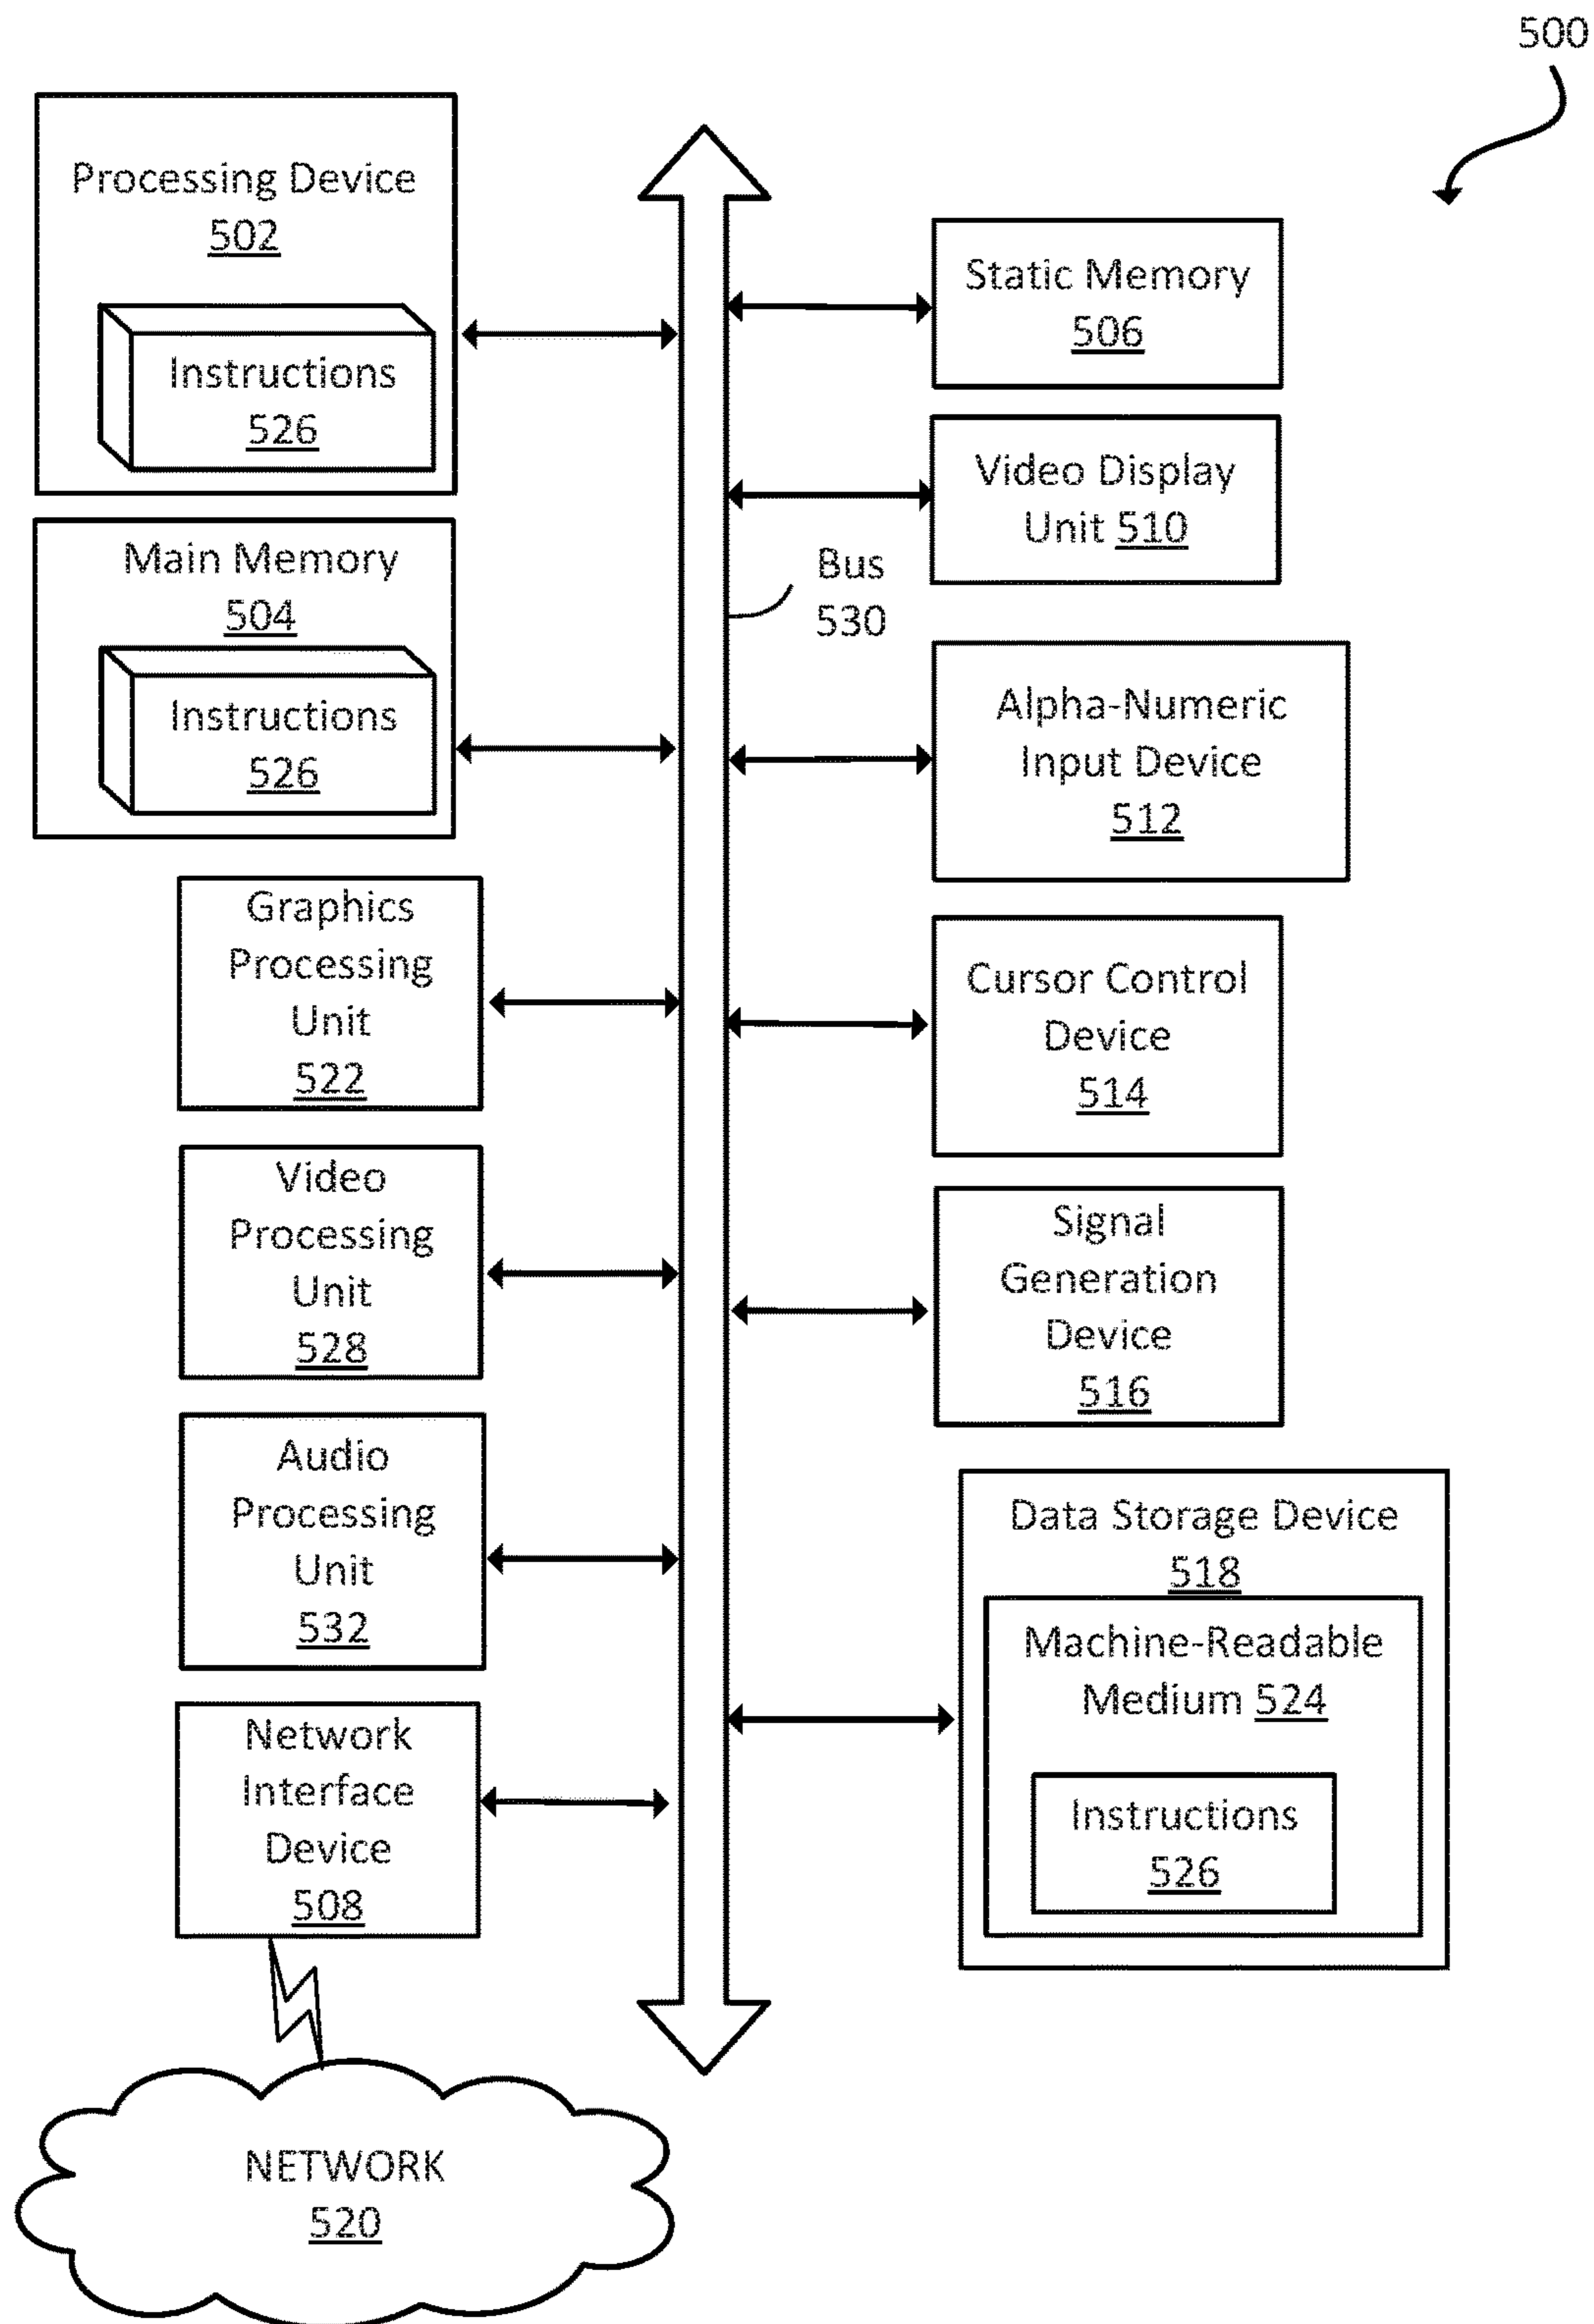 500
Processing Device
502
Instructions
526
Main Memory
504
Instructions
526
Graphics
Processing
Unit
522
Video
Processing
Unit
528
Audio
Processing
Unit
532
Network
Interface
Device
508
NETWORK
520
Bus
530
Static Memory
506
Video Display
Unit 510
Alpha-Numeric
Input Device
512
Cursor Control
Device
514
Signal
Generation
Device
516
Data Storage Device
518
Machine-Readable
Medium 524
Instructions
526